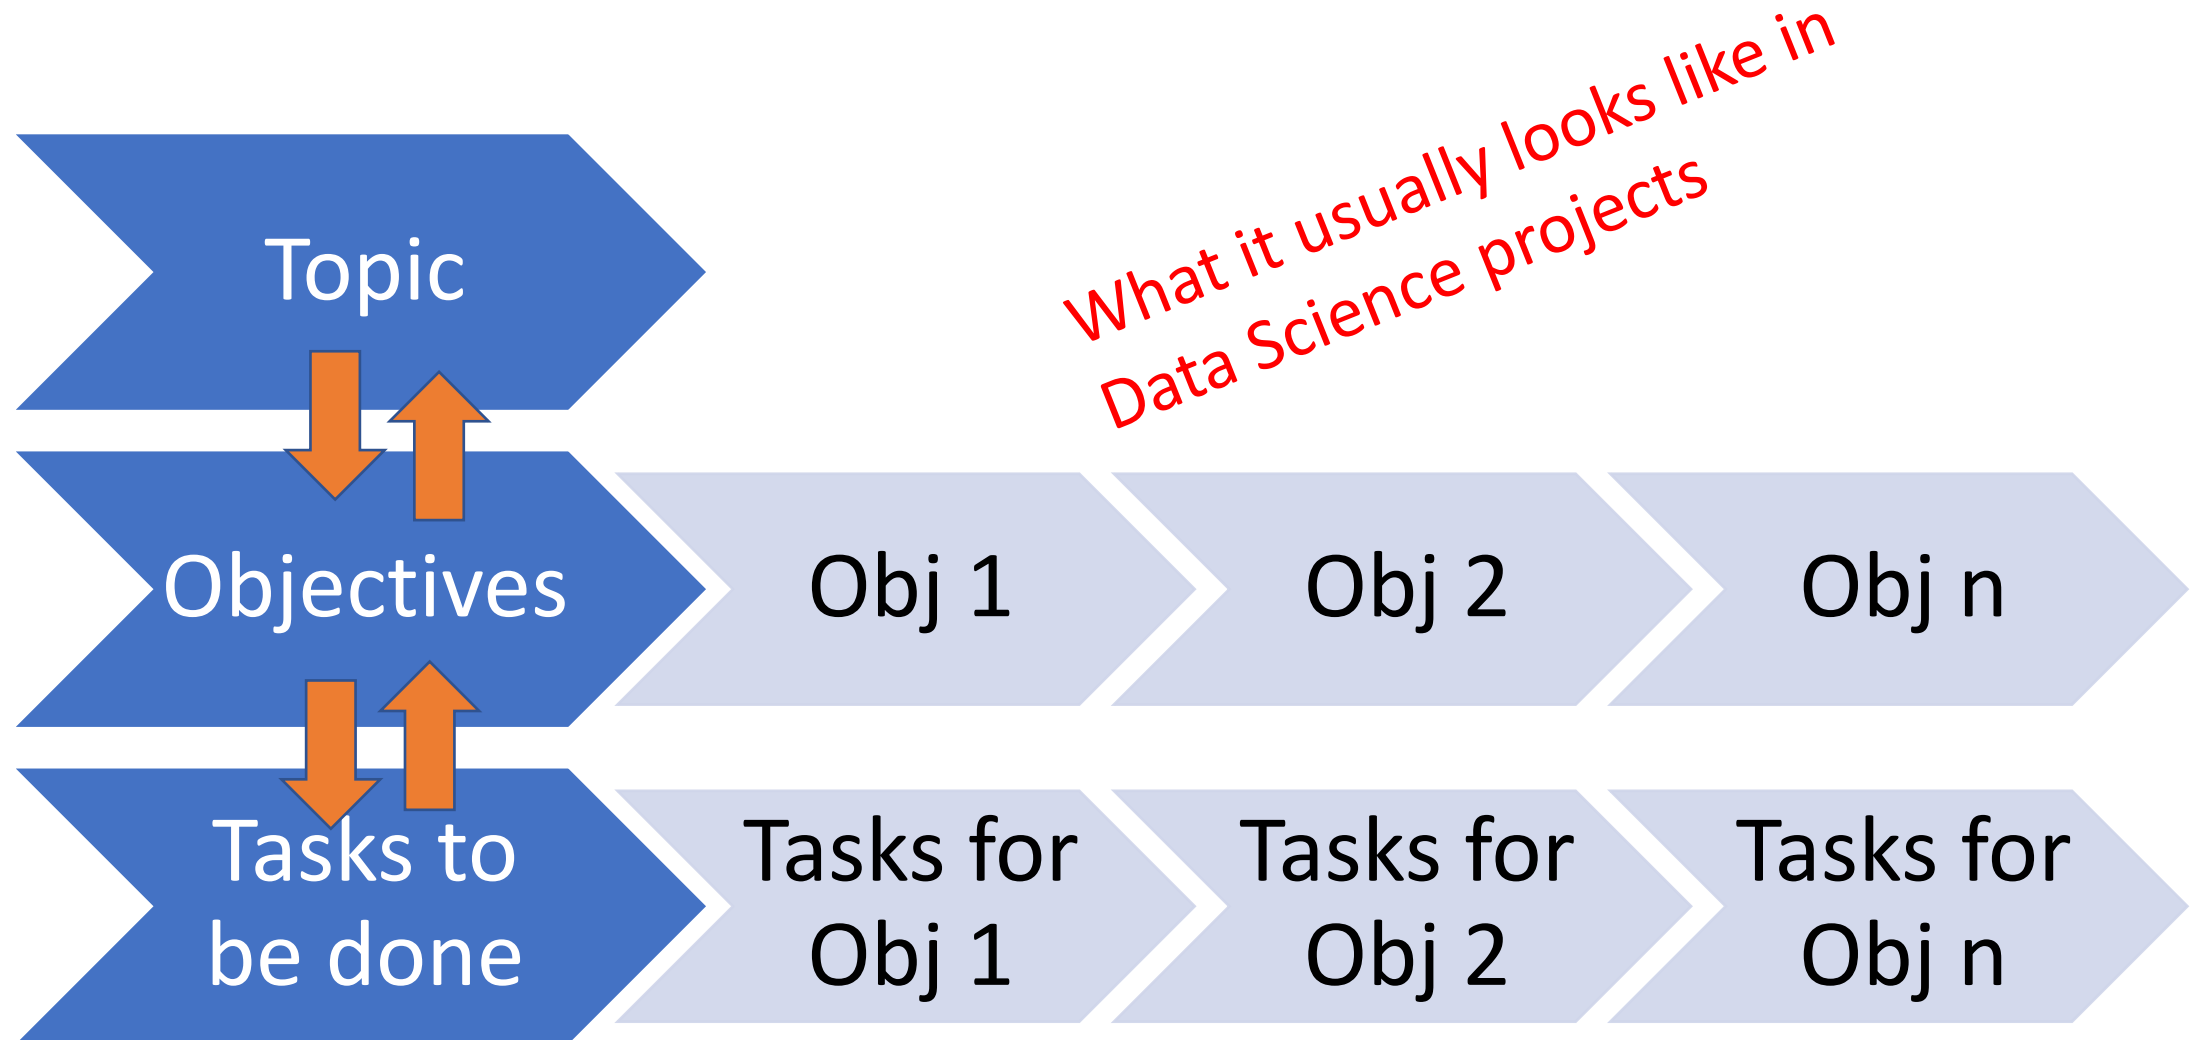 What it usually looks like in
Data Science projects
Topic
Objectives
Obj 1
Obj 2
Obj n
Tasks to
be done
Tasks for
Obj 1
Tasks for
Obj 2
Tasks for
Obj n